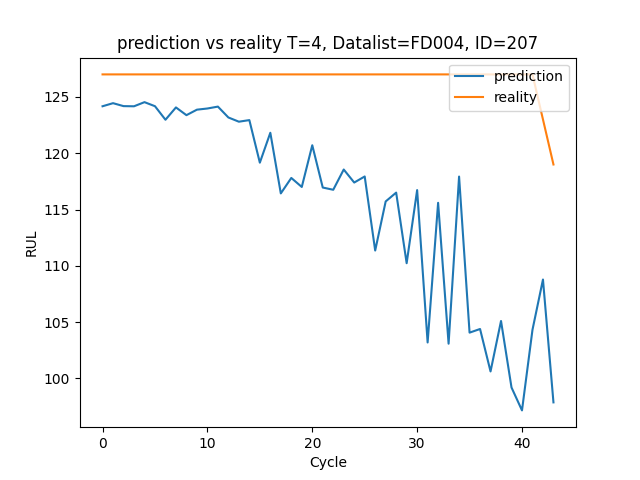 prediction vs reality T=4, Datalist=FD004, ID=207
prediction
reality
125
120
115
110
105
100
RUL
0 10 20 30 40
Cycle